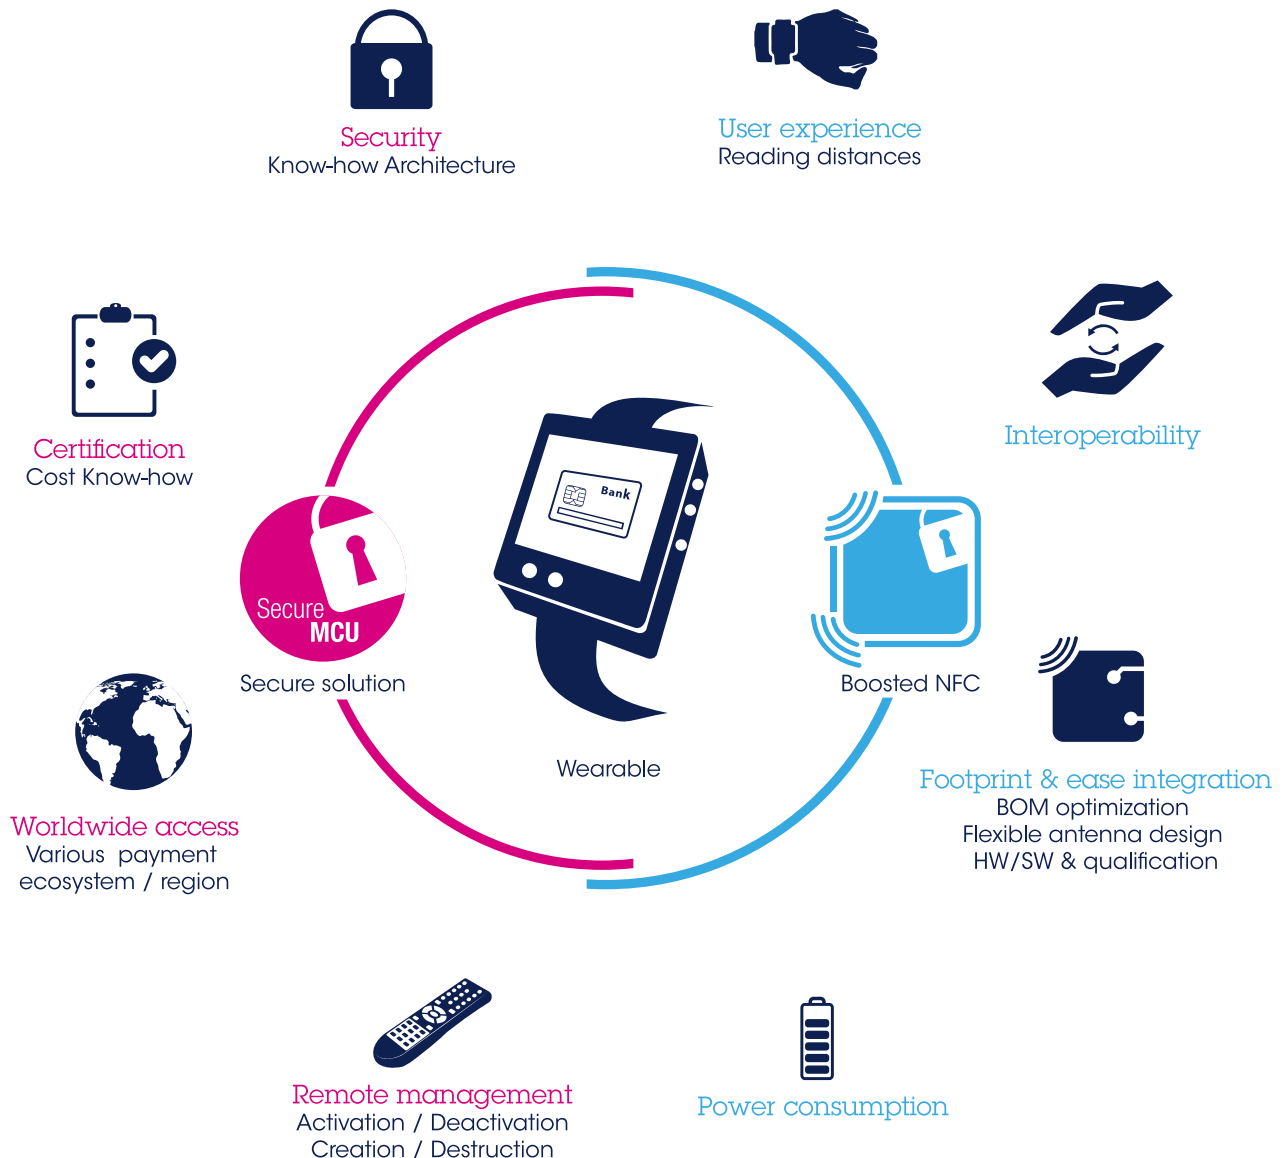 Security
Know-how Architecture
User experience
Reading distances
Certification
Cost Know-how
Interoperability
Bank
Secure
MCU
Secure solution
Boosted NFC
Wearable
Worldwide access
Various payment
ecosystem / region
Footprint & ease integration
BOM optimization
Flexible antenna design
HW/SW & qualification
Remote management
Activation / Deactivation
Creation / Destruction
Power consumption